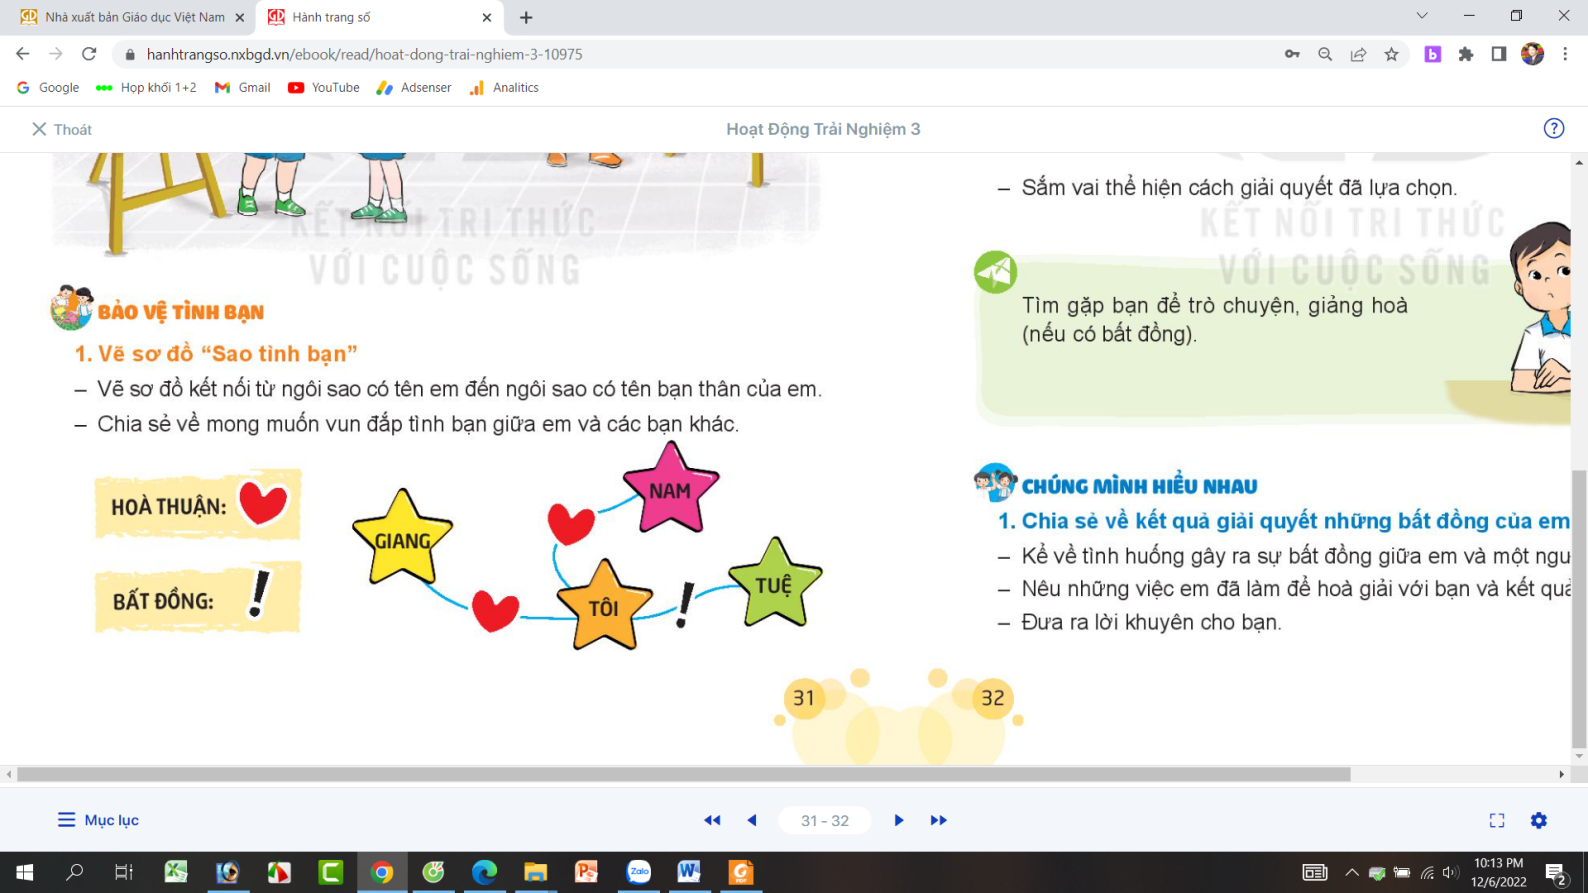 Nhà xuất bản Giáo dục Việt Nam
Hành trang số
hanhtrangso.nxbgd.vn/ebook/read/hoat-dong-trai-nghiem-3-10975
Google
Họp khối 1+2
Gmail
YouTube
Adsenser
Analitics
Thoát
Hoạt Động Trải Nghiệm 3
KẾT NỐI TRI THỨC
VỚI CUỘC SỐNG
BẢO VỆ TÌNH BẠN
1. Vẽ sơ đồ “Sao tình bạn”
– Vẽ sơ đồ kết nối từ ngôi sao có tên em đến ngôi sao có tên bạn thân của em.
– Chia sẻ về mong muốn vun đắp tình bạn giữa em và các bạn khác.
HOÀ THUẬN:
BẤT ĐỒNG: !
NAM
GIANG
TÔI
!
TUỆ
31
– Sắm vai thể hiện cách giải quyết đã lựa chọn.
KẾT NỐI TRI THỨC
VỚI CUỘC SỐNG
Tìm gặp bạn để trò chuyện, giảng hoà
(nếu có bất đồng).
CHÚNG MÌNH HIỂU NHAU
1. Chia sẻ về kết quả giải quyết những bất đồng của em
– Kể về tình huống gây ra sự bất đồng giữa em và một
– Nêu những việc em đã làm để hoà giải với bạn và kết
– Đưa ra lời khuyên cho bạn.
32
Mục lục
31 - 32
Zalo
10:13 PM
12/6/2022
2